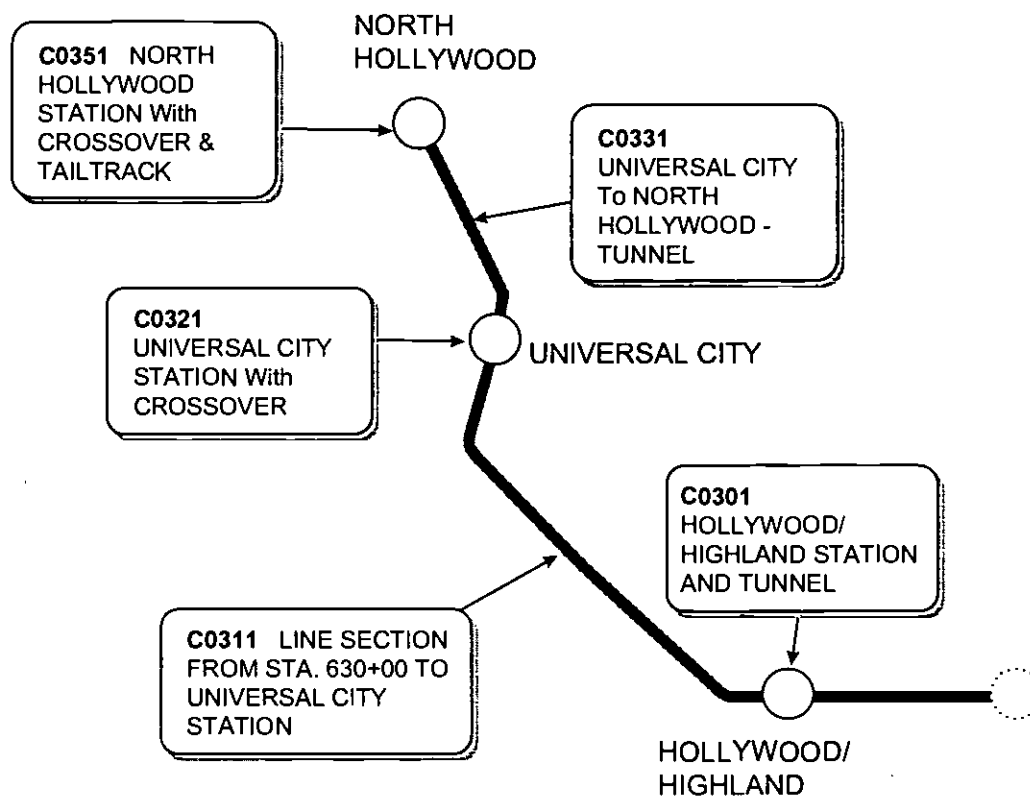 NORTH
HOLLYWOOD
C0351 NORTH
HOLLYWOOD
STATION With
CROSSOVER &
TAILTRACK
C0331
UNIVERSAL CITY
To NORTH
HOLLYWOOD -
TUNNEL
C0321
UNIVERSAL CITY
STATION With
CROSSOVER
UNIVERSAL CITY
C0301
HOLLYWOOD/
HIGHLAND STATION
AND TUNNEL
C0311 LINE SECTION
FROM STA. 630+00 TO
UNIVERSAL CITY
STATION
HOLLYWOOD/
HIGHLAND